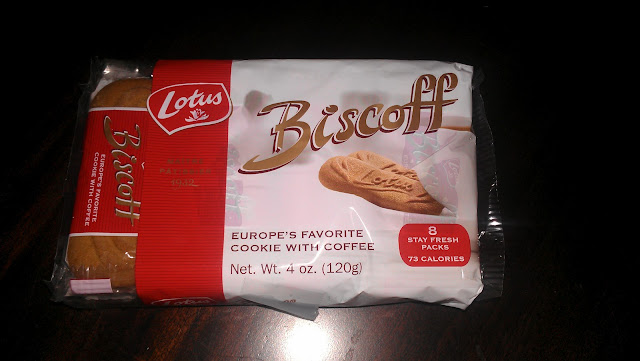 Lotus
Biscoff
Lotus
EUROPE'S FAVORITE
COOKIE WITH COFFEE
Net. Wt. 4 oz. (120g)
8
STAY FRESH
PACKS
73 CALORIES
Biscoff
EUROPE'S FAVORITE
COOKIE WITH COFFEE